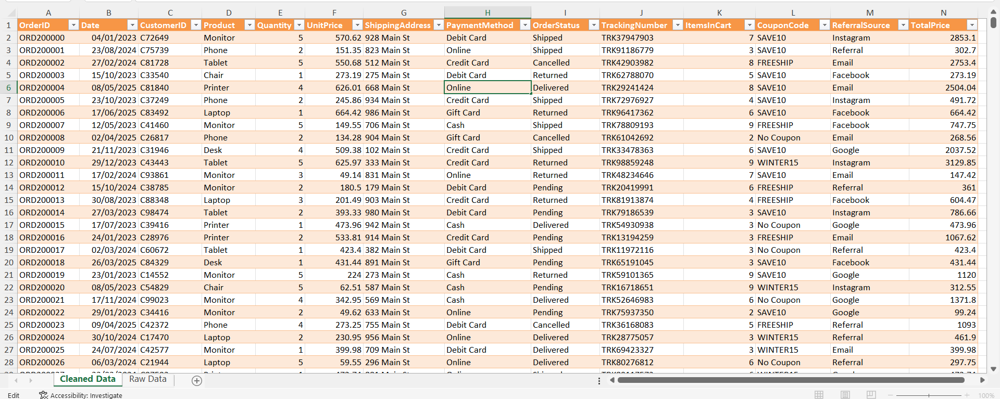 A B C D E F G H I J K L M N
1 OrderID Date CustomerID Product Quantity UnitPrice ShippingAddress PaymentMethod OrderStatus TrackingNumber ItemsInCart CouponCode ReferralSource TotalPrice
2 ORD200000 04/01/2023 C72649 Monitor 5 570.62 928 Main St Debit Card Shipped TRK37947903 7 SAVE10 Instagram 2853.1
3 ORD200001 23/08/2024 C75739 Phone 2 151.35 823 Main St Online Shipped TRK91186779 3 SAVE10 Referral 302.7
4 ORD200002 27/02/2024 C81728 Tablet 5 550.68 512 Main St Credit Card Cancelled TRK42903982 8 FREESHIP Email 2753.4
5 ORD200003 15/10/2023 C33540 Chair 1 273.19 275 Main St Debit Card Returned TRK62788070 5 SAVE10 Facebook 273.19
6 ORD200004 08/05/2025 C81840 Printer 4 626.01 668 Main St Online Delivered TRK29241424 8 SAVE10 Email 2504.04
7 ORD200005 23/10/2023 C37249 Phone 2 245.86 934 Main St Credit Card Shipped TRK72976927 4 SAVE10 Instagram 491.72
8 ORD200006 17/06/2025 C83492 Laptop 1 664.42 986 Main St Gift Card Returned TRK96417362 6 SAVE10 Facebook 664.42
9 ORD200007 12/05/2023 C41460 Monitor 5 149.55 706 Main St Cash Shipped TRK78809193 9 FREESHIP Facebook 747.75
10 ORD200008 02/04/2025 C26817 Phone 2 134.28 904 Main St Gift Card Cancelled TRK61042692 2 No Coupon Email 268.56
11 ORD200009 21/11/2023 C31946 Desk 4 509.38 102 Main St Credit Card Shipped TRK33478363 6 SAVE10 Google 2037.52
12 ORD200010 29/12/2023 C43443 Tablet 5 625.97 333 Main St Credit Card Returned TRK98859248 9 WINTER15 Instagram 3129.85
13 ORD200011 17/02/2024 C93861 Monitor 3 49.14 831 Main St Online Returned TRK48234646 7 SAVE10 Email 147.42
14 ORD200012 15/10/2024 C38785 Monitor 2 180.5 179 Main St Debit Card Pending TRK20419991 6 FREESHIP Referral 361
15 ORD200013 30/08/2023 C88348 Laptop 3 201.49 903 Main St Credit Card Returned TRK81913874 4 FREESHIP Facebook 604.47
16 ORD200014 27/03/2023 C98474 Tablet 2 393.33 980 Main St Debit Card Pending TRK79186539 3 SAVE10 Instagram 786.66
17 ORD200015 17/07/2023 C39416 Printer 1 473.96 942 Main St Cash Delivered TRK54930938 3 No Coupon Google 473.96
18 ORD200016 24/01/2023 C28976 Printer 2 533.81 914 Main St Credit Card Pending TRK13194259 3 FREESHIP Email 1067.62
19 ORD200017 02/03/2024 C60672 Tablet 1 423.4 382 Main St Debit Card Shipped TRK11972116 3 No Coupon Referral 423.4
20 ORD200018 26/03/2025 C84329 Desk 1 431.44 891 Main St Gift Card Pending TRK65191045 3 SAVE10 Facebook 431.44
21 ORD200019 23/01/2023 C14552 Monitor 5 224 273 Main St Cash Returned TRK59101365 9 SAVE10 Google 1120
22 ORD200020 08/05/2023 C54829 Chair 5 62.51 587 Main St Cash Pending TRK16718651 9 WINTER15 Instagram 312.55
23 ORD200021 17/11/2024 C99023 Monitor 4 342.95 569 Main St Cash Delivered TRK52646983 6 No Coupon Google 1371.8
24 ORD200022 29/01/2023 C34416 Monitor 2 49.62 633 Main St Online Pending TRK75937350 2 SAVE10 Google 99.24
25 ORD200023 09/04/2025 C42372 Phone 4 273.25 755 Main St Debit Card Cancelled TRK36168083 5 FREESHIP Referral 1093
26 ORD200024 30/10/2024 C17470 Laptop 2 230.95 956 Main St Online Delivered TRK28775057 3 WINTER15 Referral 461.9
27 ORD200025 24/07/2024 C42577 Monitor 1 399.98 709 Main St Debit Card Delivered TRK69423327 3 WINTER15 Email 399.98
28 ORD200026 06/03/2024 C21944 Laptop 5 59.55 296 Main St Online Delivered TRK80276812 6 No Coupon Referral 297.75
Cleaned Data Raw Data
Edit Accessibility: Investigate 100%